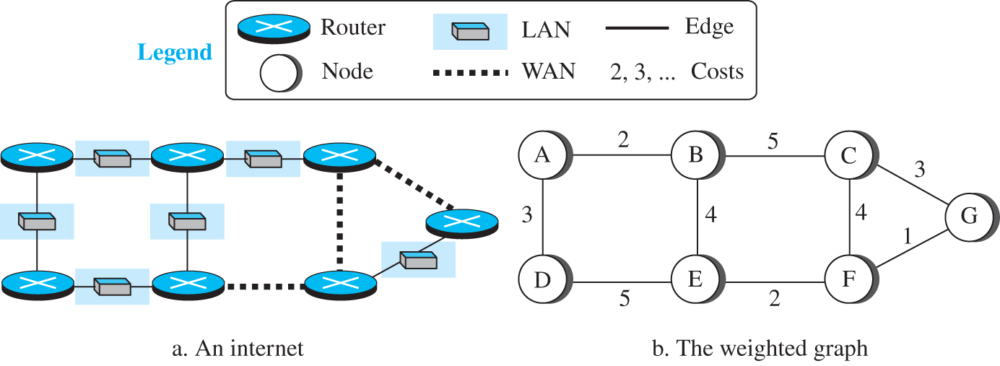 Legend
Router LAN Edge
Node WAN 2, 3, ... Costs
A 2 B 5 C
3
3 4 4 G
1
D E F
5 2
a. An internet b. The weighted graph